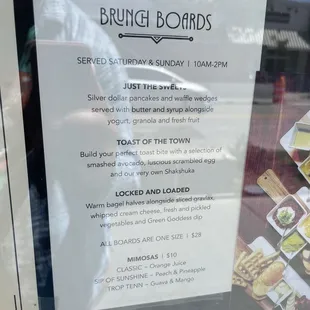 BRUNCH BOARDS
SERVED SATURDAY & SUNDAY | 10AM-2PM
JUST THE SWEETS
Silver dollar pancakes and waffle wedges
served with butter and syrup alongside
yogurt, granola and fresh fruit
TOAST OF THE TOWN
Build your perfect toast bite with a selection of
smashed avocado, luscious scrambled egg
and our very own Shakshuka
LOCKED AND LOADED
Warm bagel halves alongside sliced gravlax,
whipped cream cheese, fresh and pickled
vegetables and Green Goddess dip
ALL BOARDS ARE ONE SIZE | $28
MIMOSAS | $10
CLASSIC – Orange Juice
SIP OF SUNSHINE – Peach & Pineapple
TROP TENN – Guava & Mango